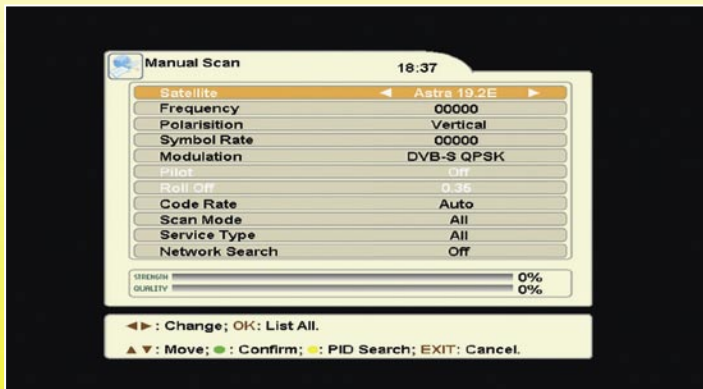 Manual Scan 18:37
Satellite ◀ Astra 19.2E ▶
Frequency 00000
Polarisition Vertical
Symbol Rate 00000
Modulation DVB-S QPSK
Pilot Off
Roll Off 0.35
Code Rate Auto
Scan Mode All
Service Type All
Network Search Off
STRENGTH 0%
QUALITY 0%
◀▶: Change; OK: List All.
▲▼: Move; ●: Confirm; ●: PID Search; EXIT: Cancel.